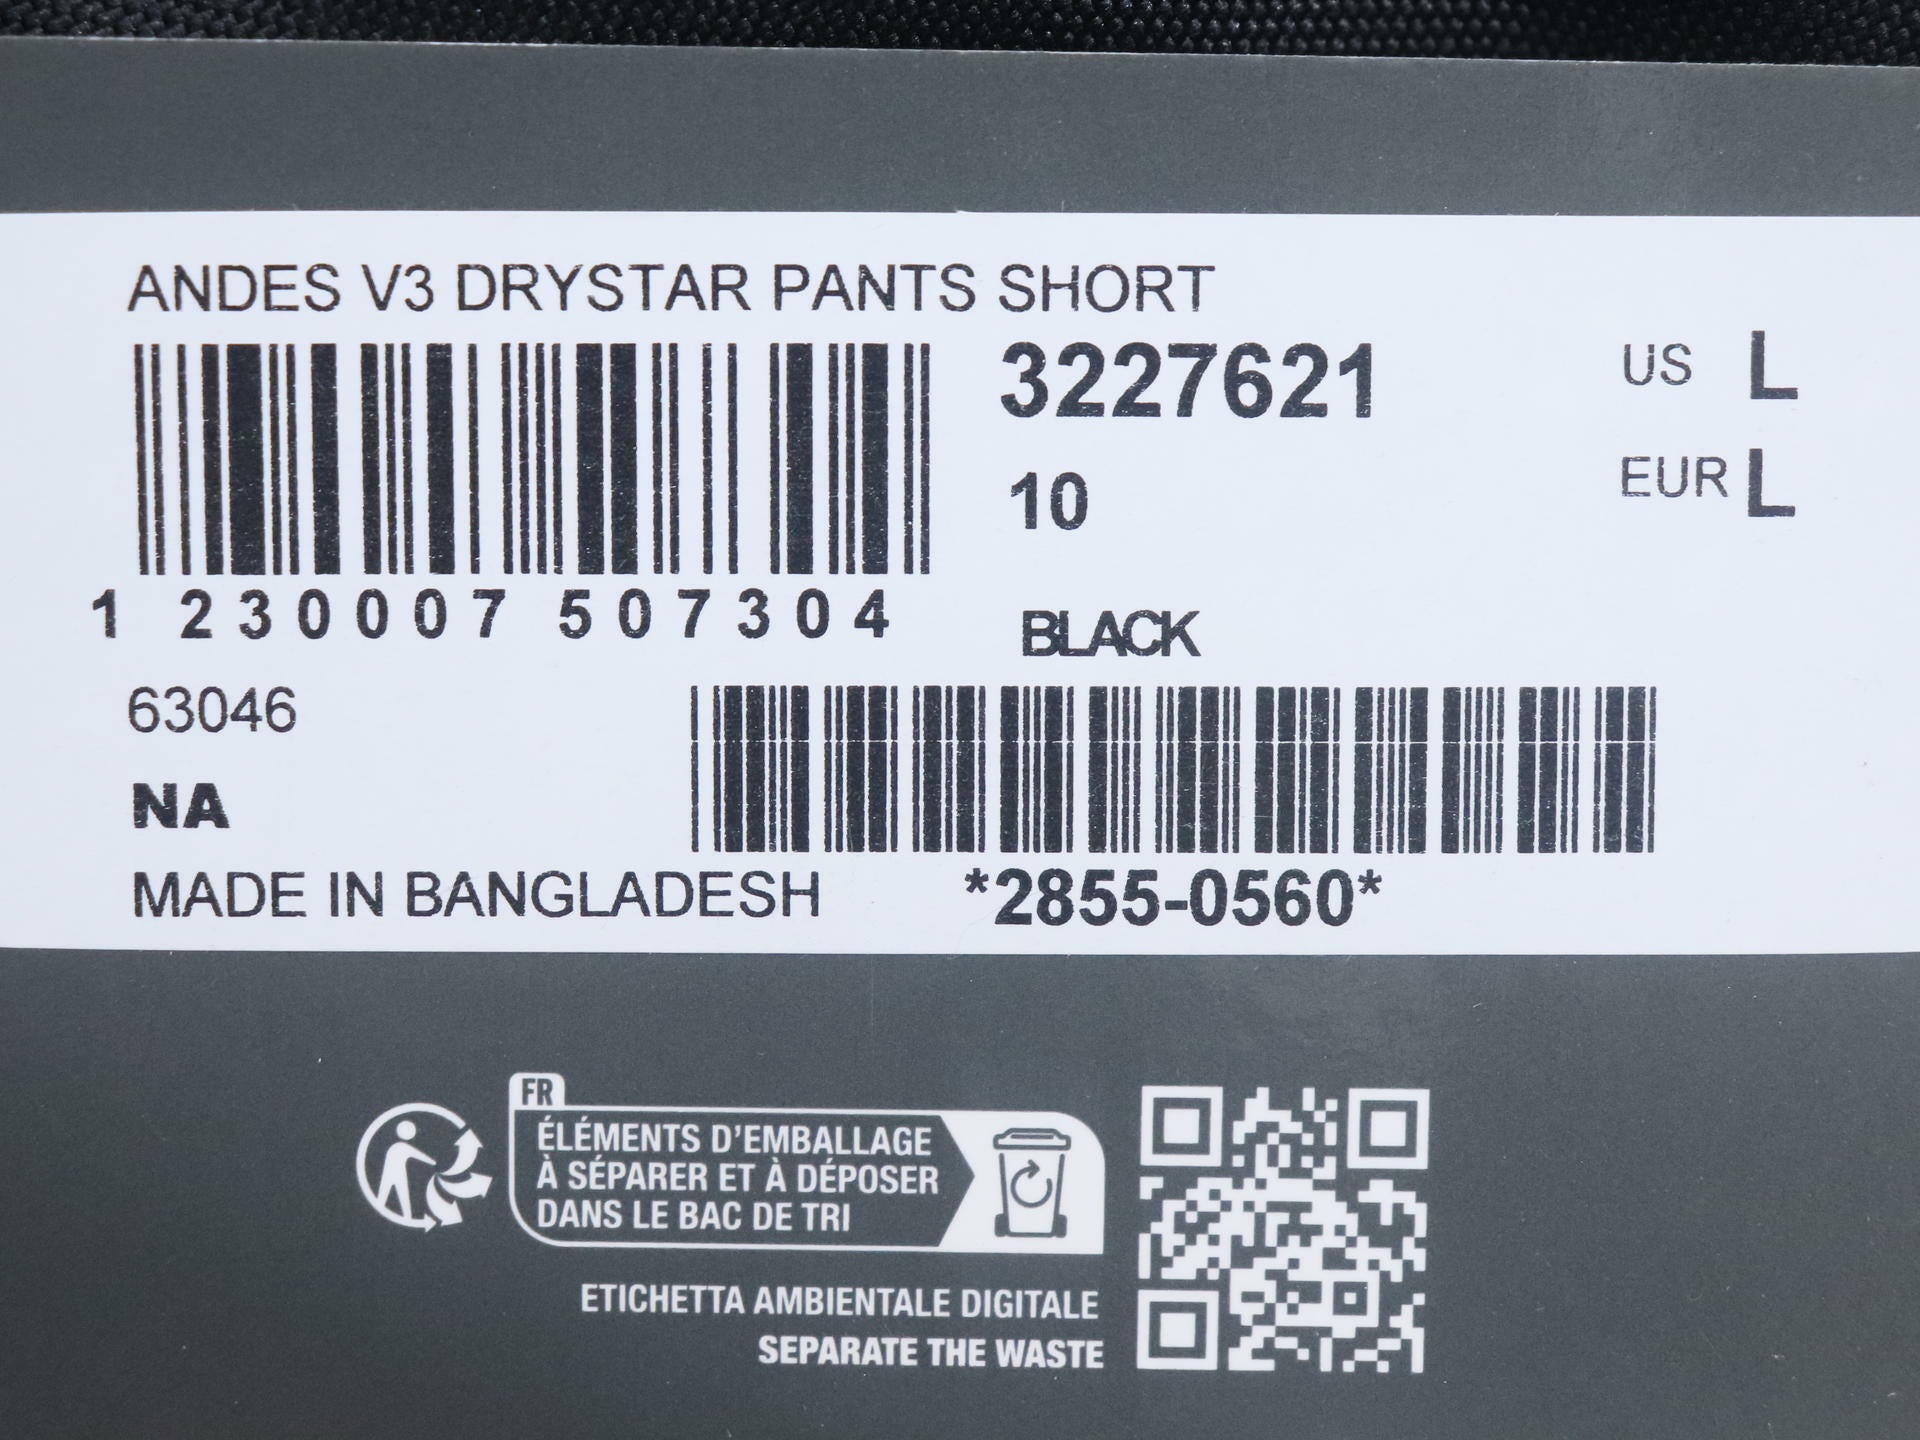 ANDES V3 DRYSTAR PANTS SHORT
3227621
US L
EUR L
10
1 230007 507304
BLACK
63046
NA
MADE IN BANGLADESH
*2855-0560*
FR
ÉLÉMENTS D'EMBALLAGE
À SÉPARER ET À DÉPOSER
DANS LE BAC DE TRI
ETICHETTA AMBIENTALE DIGITALE
SEPARATE THE WASTE